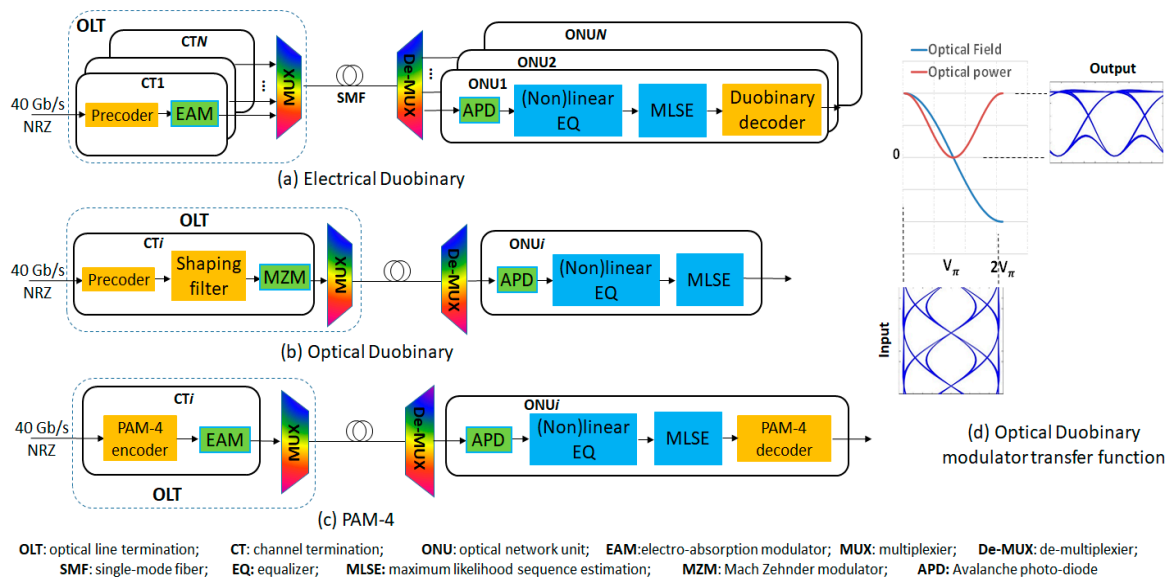 OLT
CTN
CT1
40 Gb/s
NRZ
Precoder
EAM
⋮
MUX
SMF
De-MUX
⋮
ONUN
ONU2
ONU1
APD
(Non)linear
EQ
MLSE
Duobinary
decoder
(a) Electrical Duobinary
OLT
CTi
40 Gb/s
NRZ
Precoder
Shaping
filter
MZM
MUX
De-MUX
ONUi
APD
(Non)linear
EQ
MLSE
(b) Optical Duobinary
CTi
40 Gb/s
NRZ
PAM-4
encoder
EAM
MUX
OLT
De-MUX
ONUi
APD
(Non)linear
EQ
MLSE
PAM-4
decoder
(c) PAM-4
Optical Field
Optical power
Output
0
Vπ
2Vπ
Input
(d) Optical Duobinary
modulator transfer function
OLT: optical line termination; CT: channel termination; ONU: optical network unit; EAM:electro-absorption modulator; MUX: multiplexier; De-MUX: de-multiplexier;
SMF: single-mode fiber; EQ: equalizer; MLSE: maximum likelihood sequence estimation; MZM: Mach Zehnder modulator; APD: Avalanche photo-diode